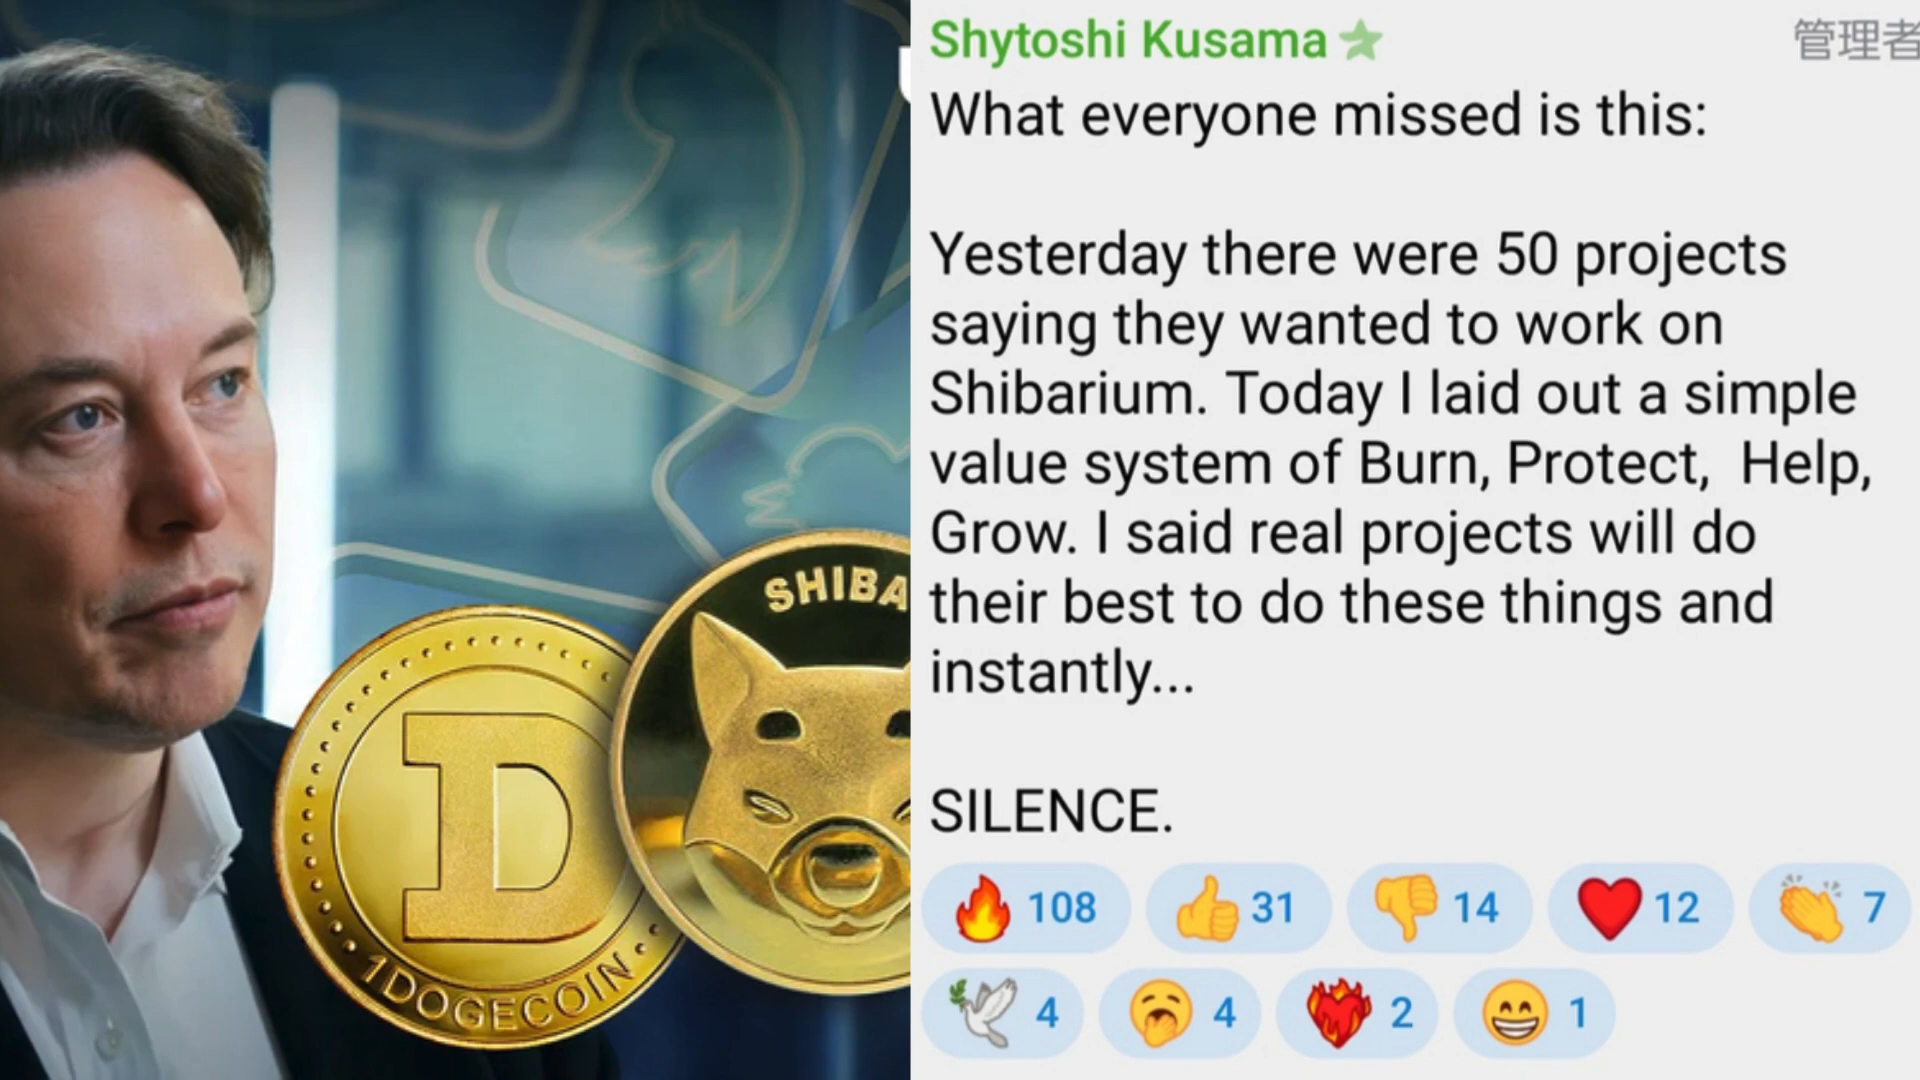 SHIBA
1DOGECOIN
D
Shytoshi Kusama
管理者
What everyone missed is this:
Yesterday there were 50 projects
saying they wanted to work on
Shibarium. Today I laid out a simple
value system of Burn, Protect,  Help,
Grow. I said real projects will do
their best to do these things and
instantly...
SILENCE.
108
31
14
12
7
4
4
2
1